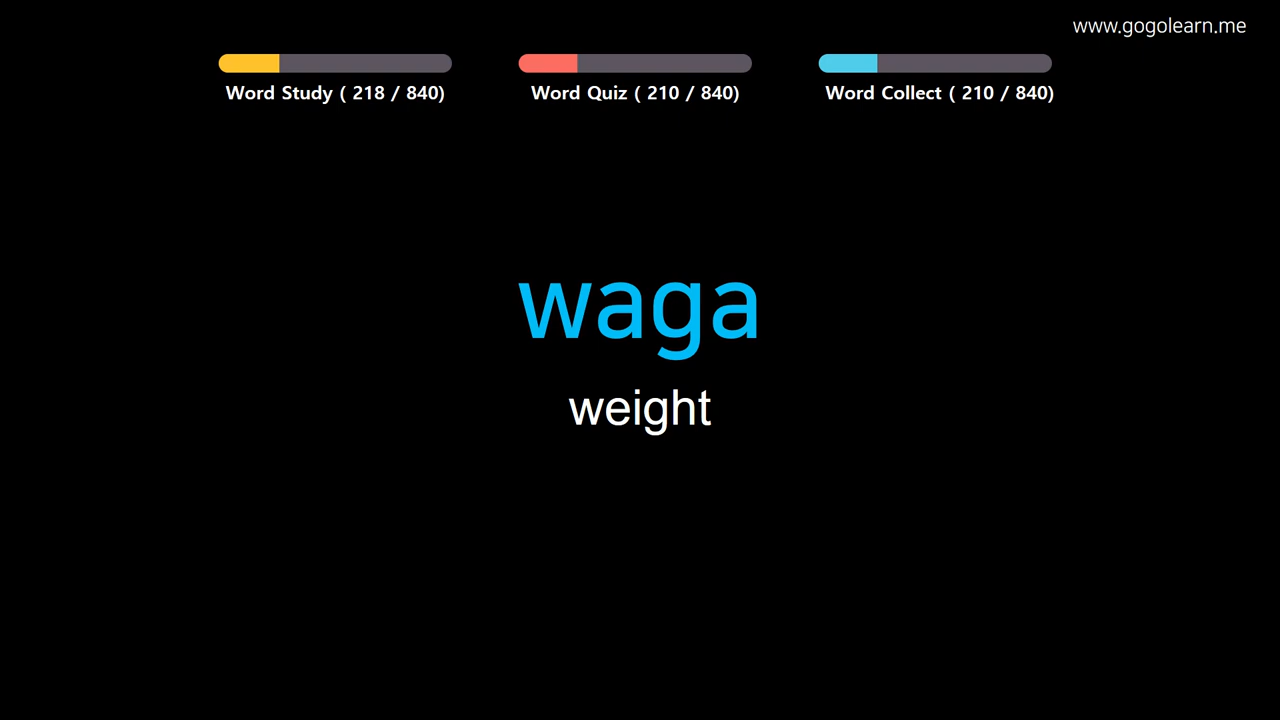 www.gogolearn.me
Word Study ( 218 / 840)
Word Quiz ( 210 / 840)
Word Collect ( 210 / 840)
waga
weight